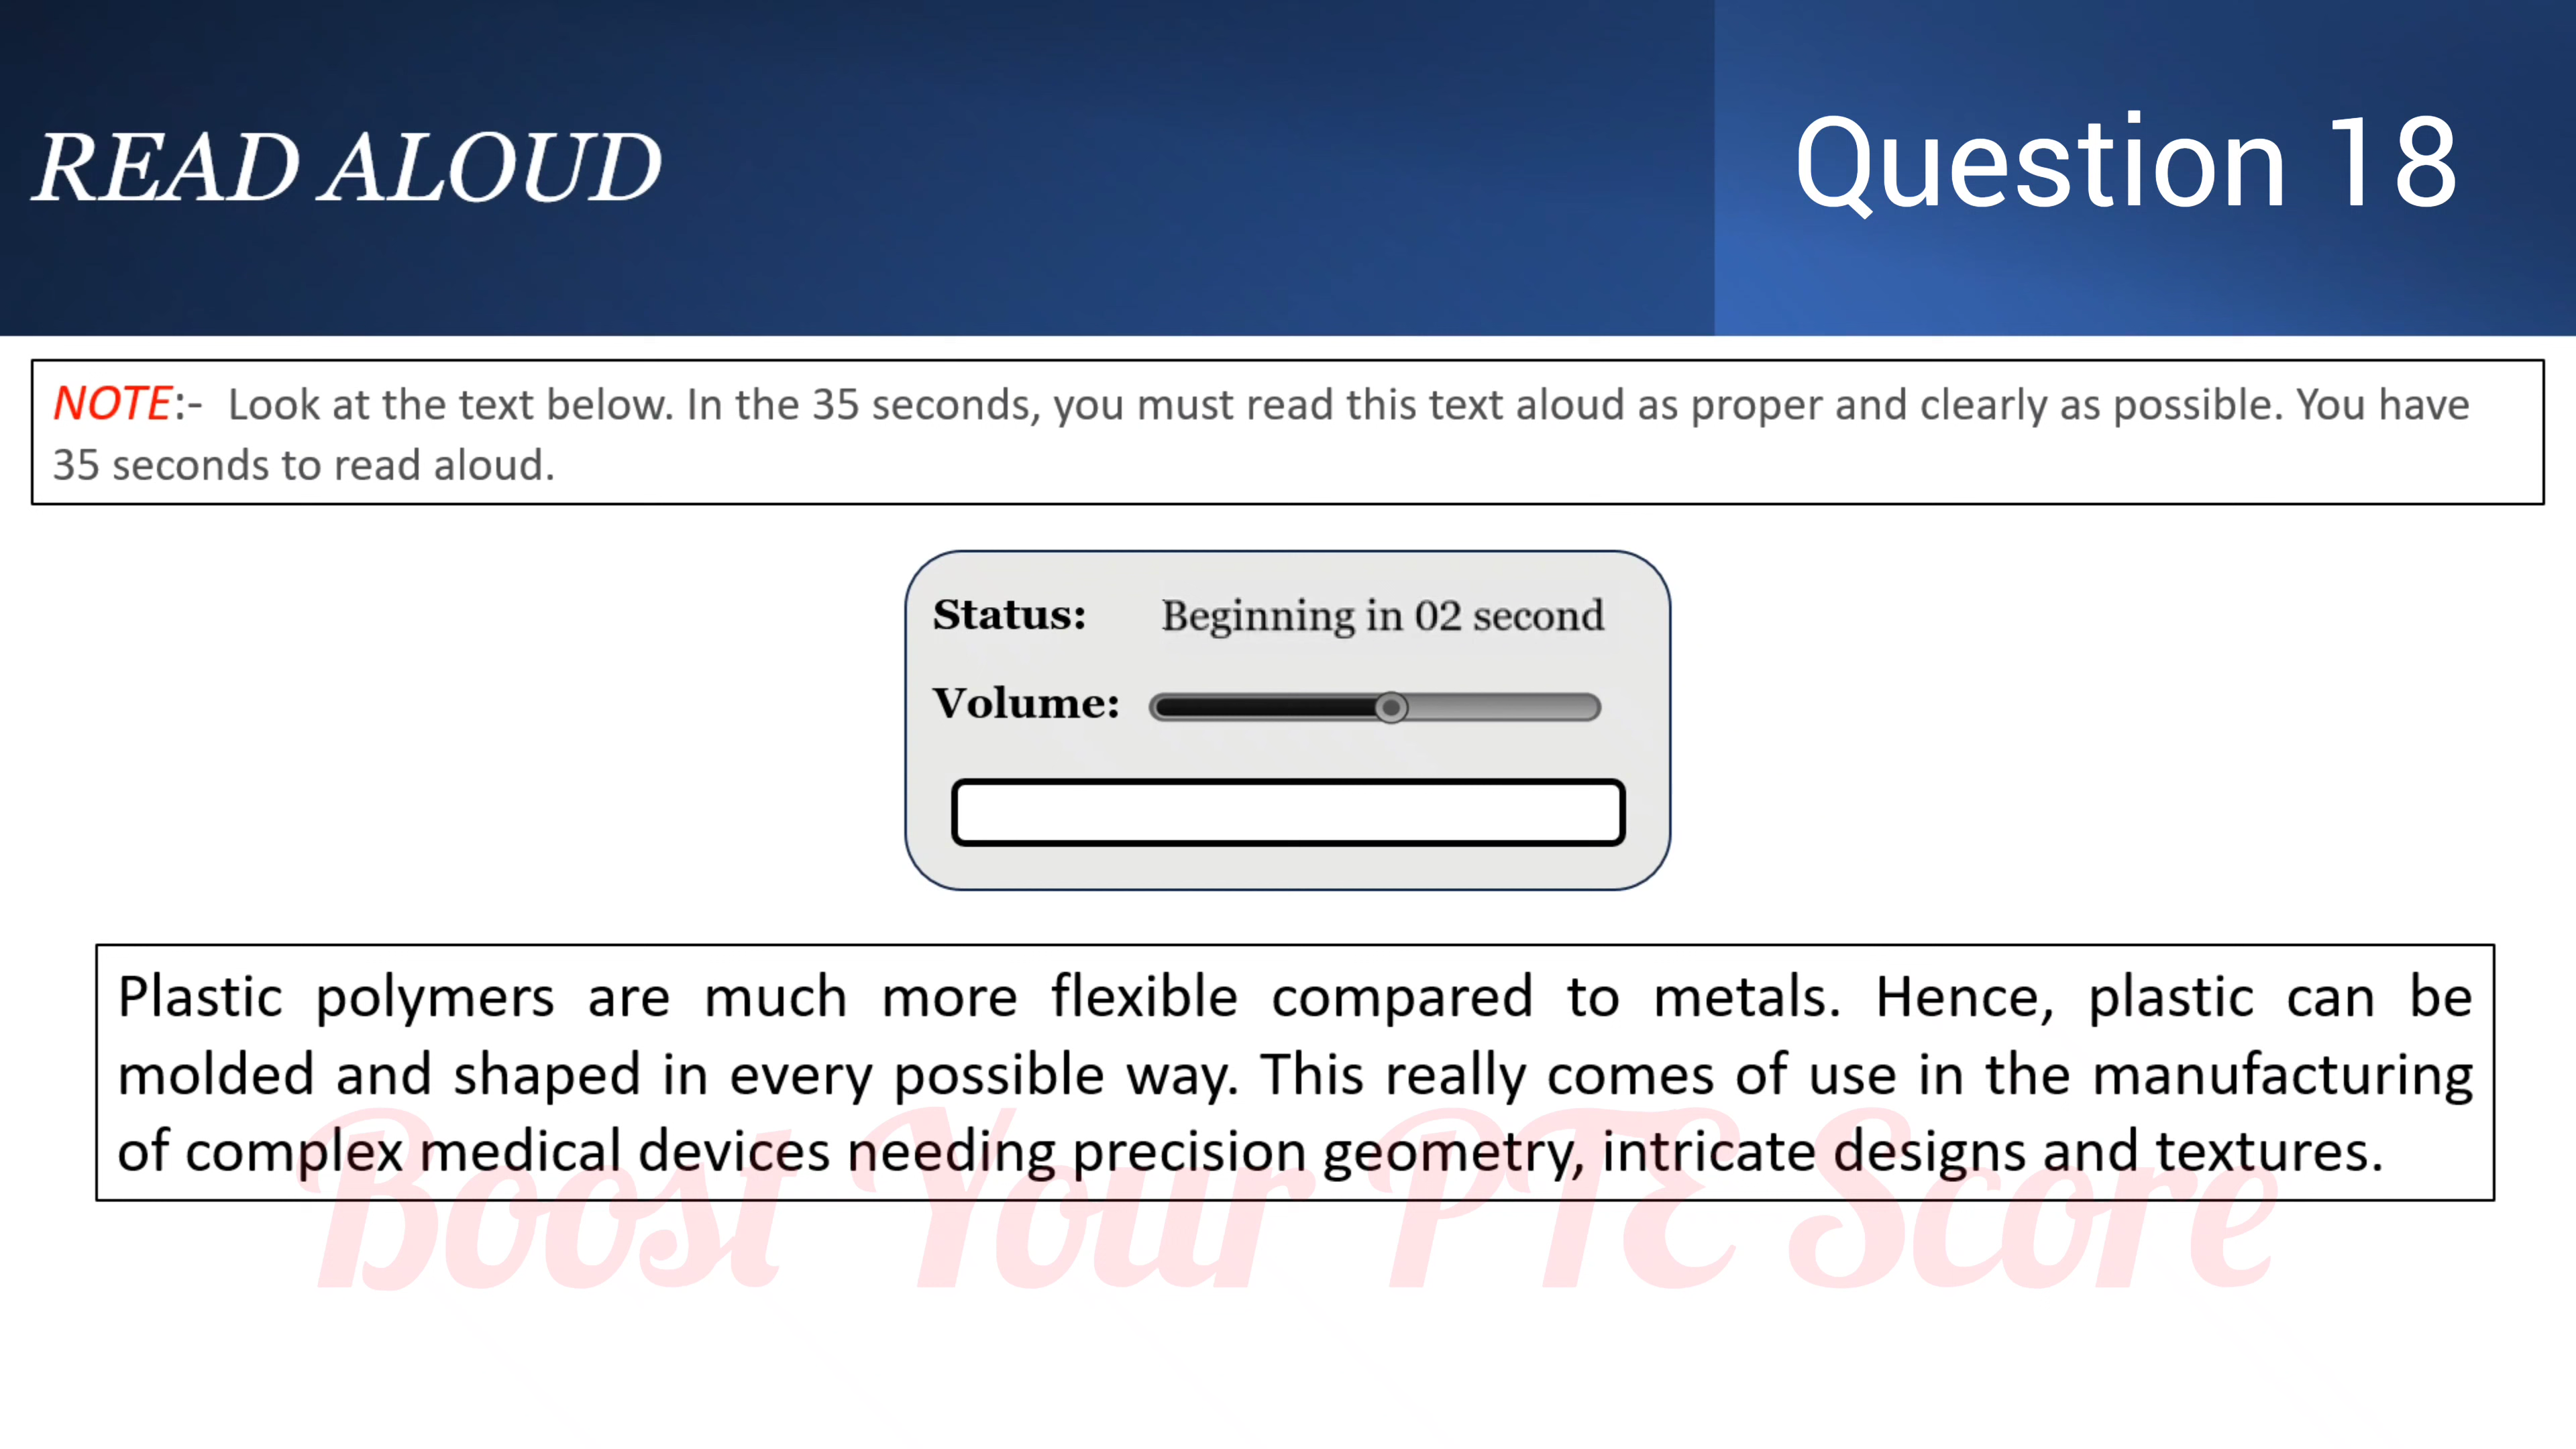 READ ALOUD
Question 18
NOTE:- Look at the text below. In the 35 seconds, you must read this text aloud as proper and clearly as possible. You have
35 seconds to read aloud.
Status: Beginning in 02 second
Volume:
Plastic polymers are much more flexible compared to metals. Hence, plastic can be
molded and shaped in every possible way. This really comes of use in the manufacturing
of complex medical devices needing precision geometry, intricate designs and textures.
Boost Your PTE Score